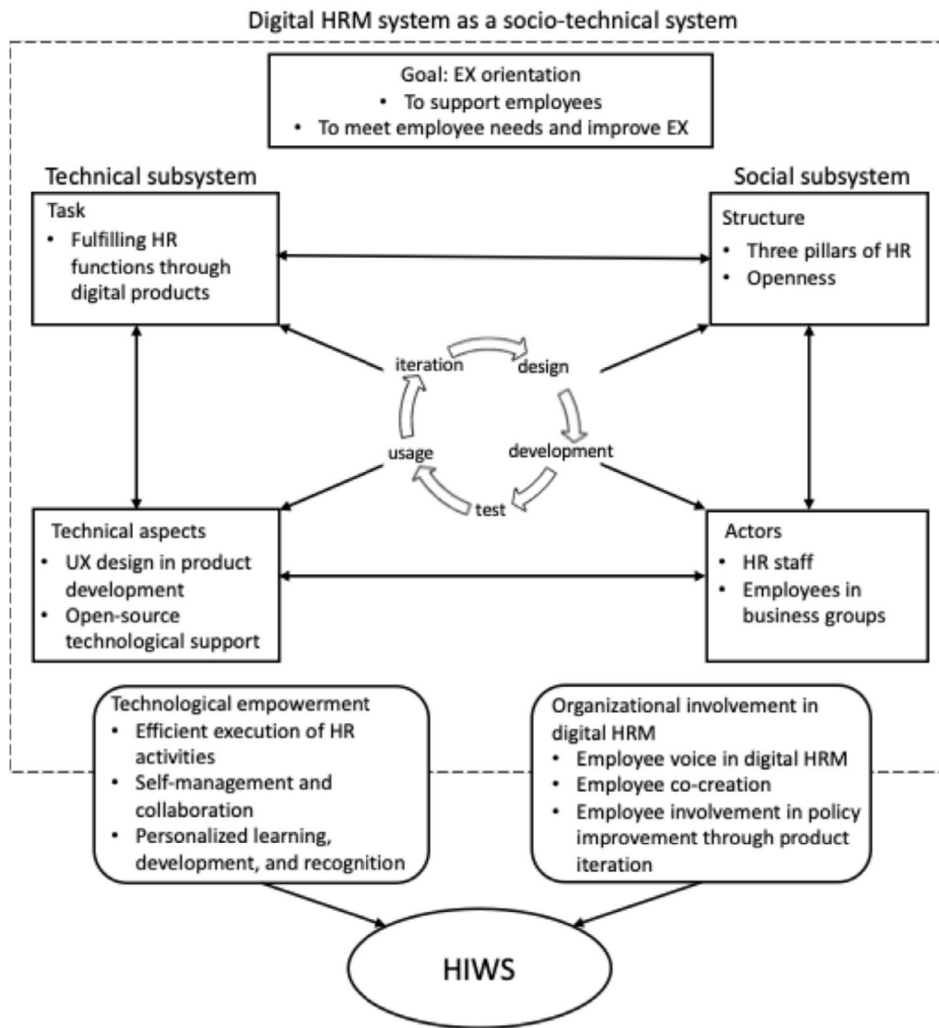 Digital HRM system as a socio-technical system
Goal: EX orientation
• To support employees
• To meet employee needs and improve EX
Technical subsystem
Social subsystem
Task
• Fulfilling HR
functions through
digital products
Structure
• Three pillars of HR
• Openness
iteration
design
usage
development
test
Technical aspects
• UX design in product
development
• Open-source
technological support
Actors
• HR staff
• Employees in
business groups
Technological empowerment
• Efficient execution of HR
activities
• Self-management and
collaboration
• Personalized learning,
development, and recognition
Organizational involvement in
digital HRM
• Employee voice in digital HRM
• Employee co-creation
• Employee involvement in policy
improvement through product
iteration
HIWS